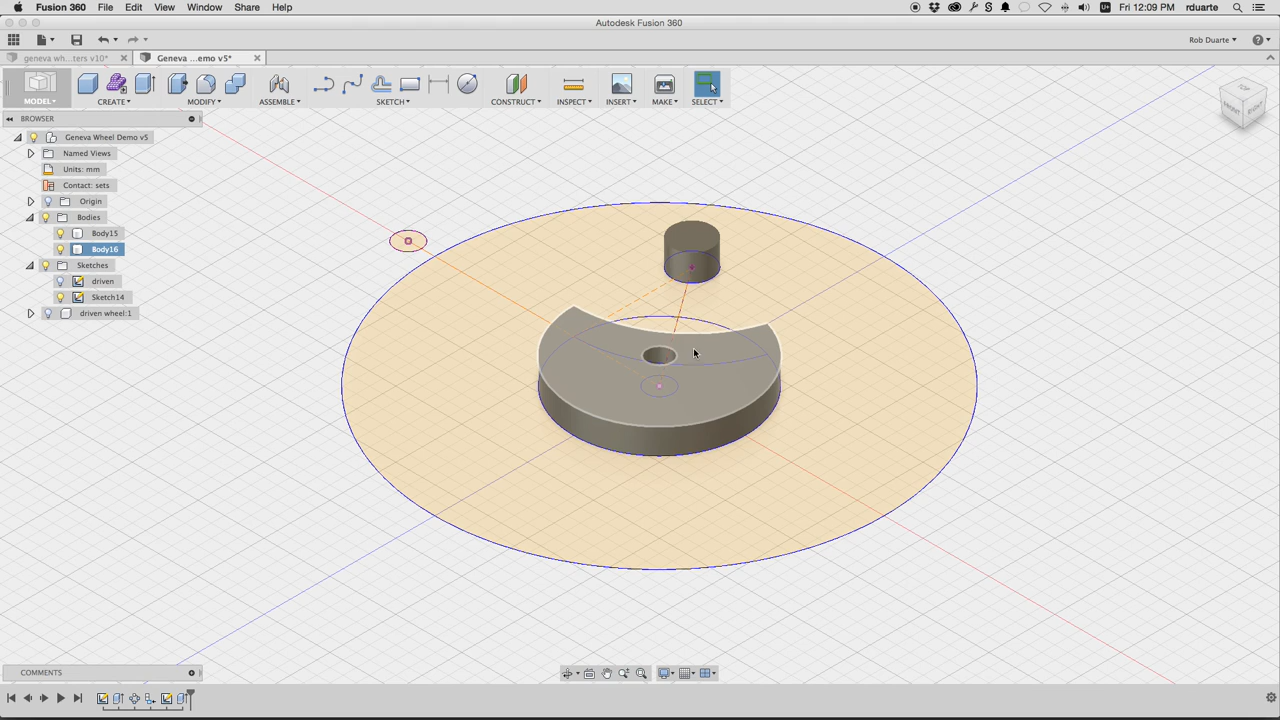 Fusion 360 File Edit View Window Share Help Fri 12:09 PM rduarte
Autodesk Fusion 360
Rob Duarte
geneva wh...ters v10* Geneva ...emo v5*
MODEL CREATE MODIFY ASSEMBLE SKETCH CONSTRUCT INSPECT INSERT MAKE SELECT
BROWSER
Geneva Wheel Demo v5
Named Views
Units: mm
Contact: sets
Origin
Bodies
Body15
Body16
Sketches
driven
Sketch14
driven wheel:1
FRONT RIGHT
COMMENTS